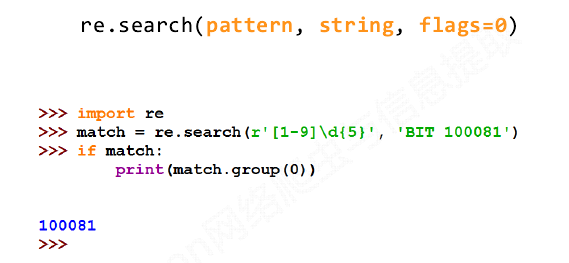 re.search(pattern, string, flags=0)
>>> import re
>>> match = re.search(r'[1-9]\d{5}', 'BIT 100081')
>>> if match:
        print(match.group(0))
100081
>>>